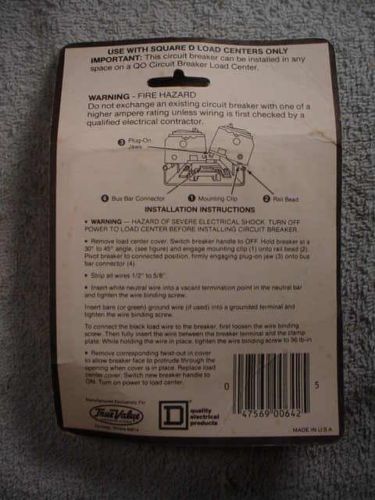 USE WITH SQUARE D LOAD CENTERS ONLY
IMPORTANT: This circuit breaker can be installed in any
space on a QO Circuit Breaker Load Center.
WARNING - FIRE HAZARD
Do not exchange an existing circuit breaker with one of a
higher ampere rating unless wiring is first checked by a
qualified electrical contractor.
3 Plug-On
Jaws
4 Bus Bar Connector 1 Mounting Clip 2 Rail Bead
INSTALLATION INSTRUCTIONS
• WARNING — HAZARD OF SEVERE ELECTRICAL SHOCK. TURN OFF
POWER TO LOAD CENTER BEFORE INSTALLING CIRCUIT BREAKER.
• Remove load center cover. Switch breaker handle to OFF. Hold breaker at a
30° to 45° angle, (see figure) and engage mounting clip (1) onto rail bead (2).
Pivot breaker to connected position, firmly engaging plug-on jaw (3) onto bus
bar connector (4).
• Strip all wires 1/2" to 5/8".
• Insert white neutral wire into a vacant termination point in the neutral bar
and tighten the wire binding screw.
Insert bare (or green) ground wire (if used) into a grounded terminal and
tighten the wire binding screw.
To connect the black load wire to the breaker, first loosen the wire binding
screw. Then fully insert the wire between the breaker terminal and the clamp
plate. While holding the wire in place, tighten the wire binding screw to 36 lb-in.
• Remove corresponding twist-out in cover
to allow breaker face to protrude through the
opening when cover is in place. Replace load
center cover. Switch new breaker handle to
ON. Turn on power to load center.
Manufactured Exclusively For
True Value
D
quality
electrical
products
0 47569 00642 5
MADE IN U.S.A.